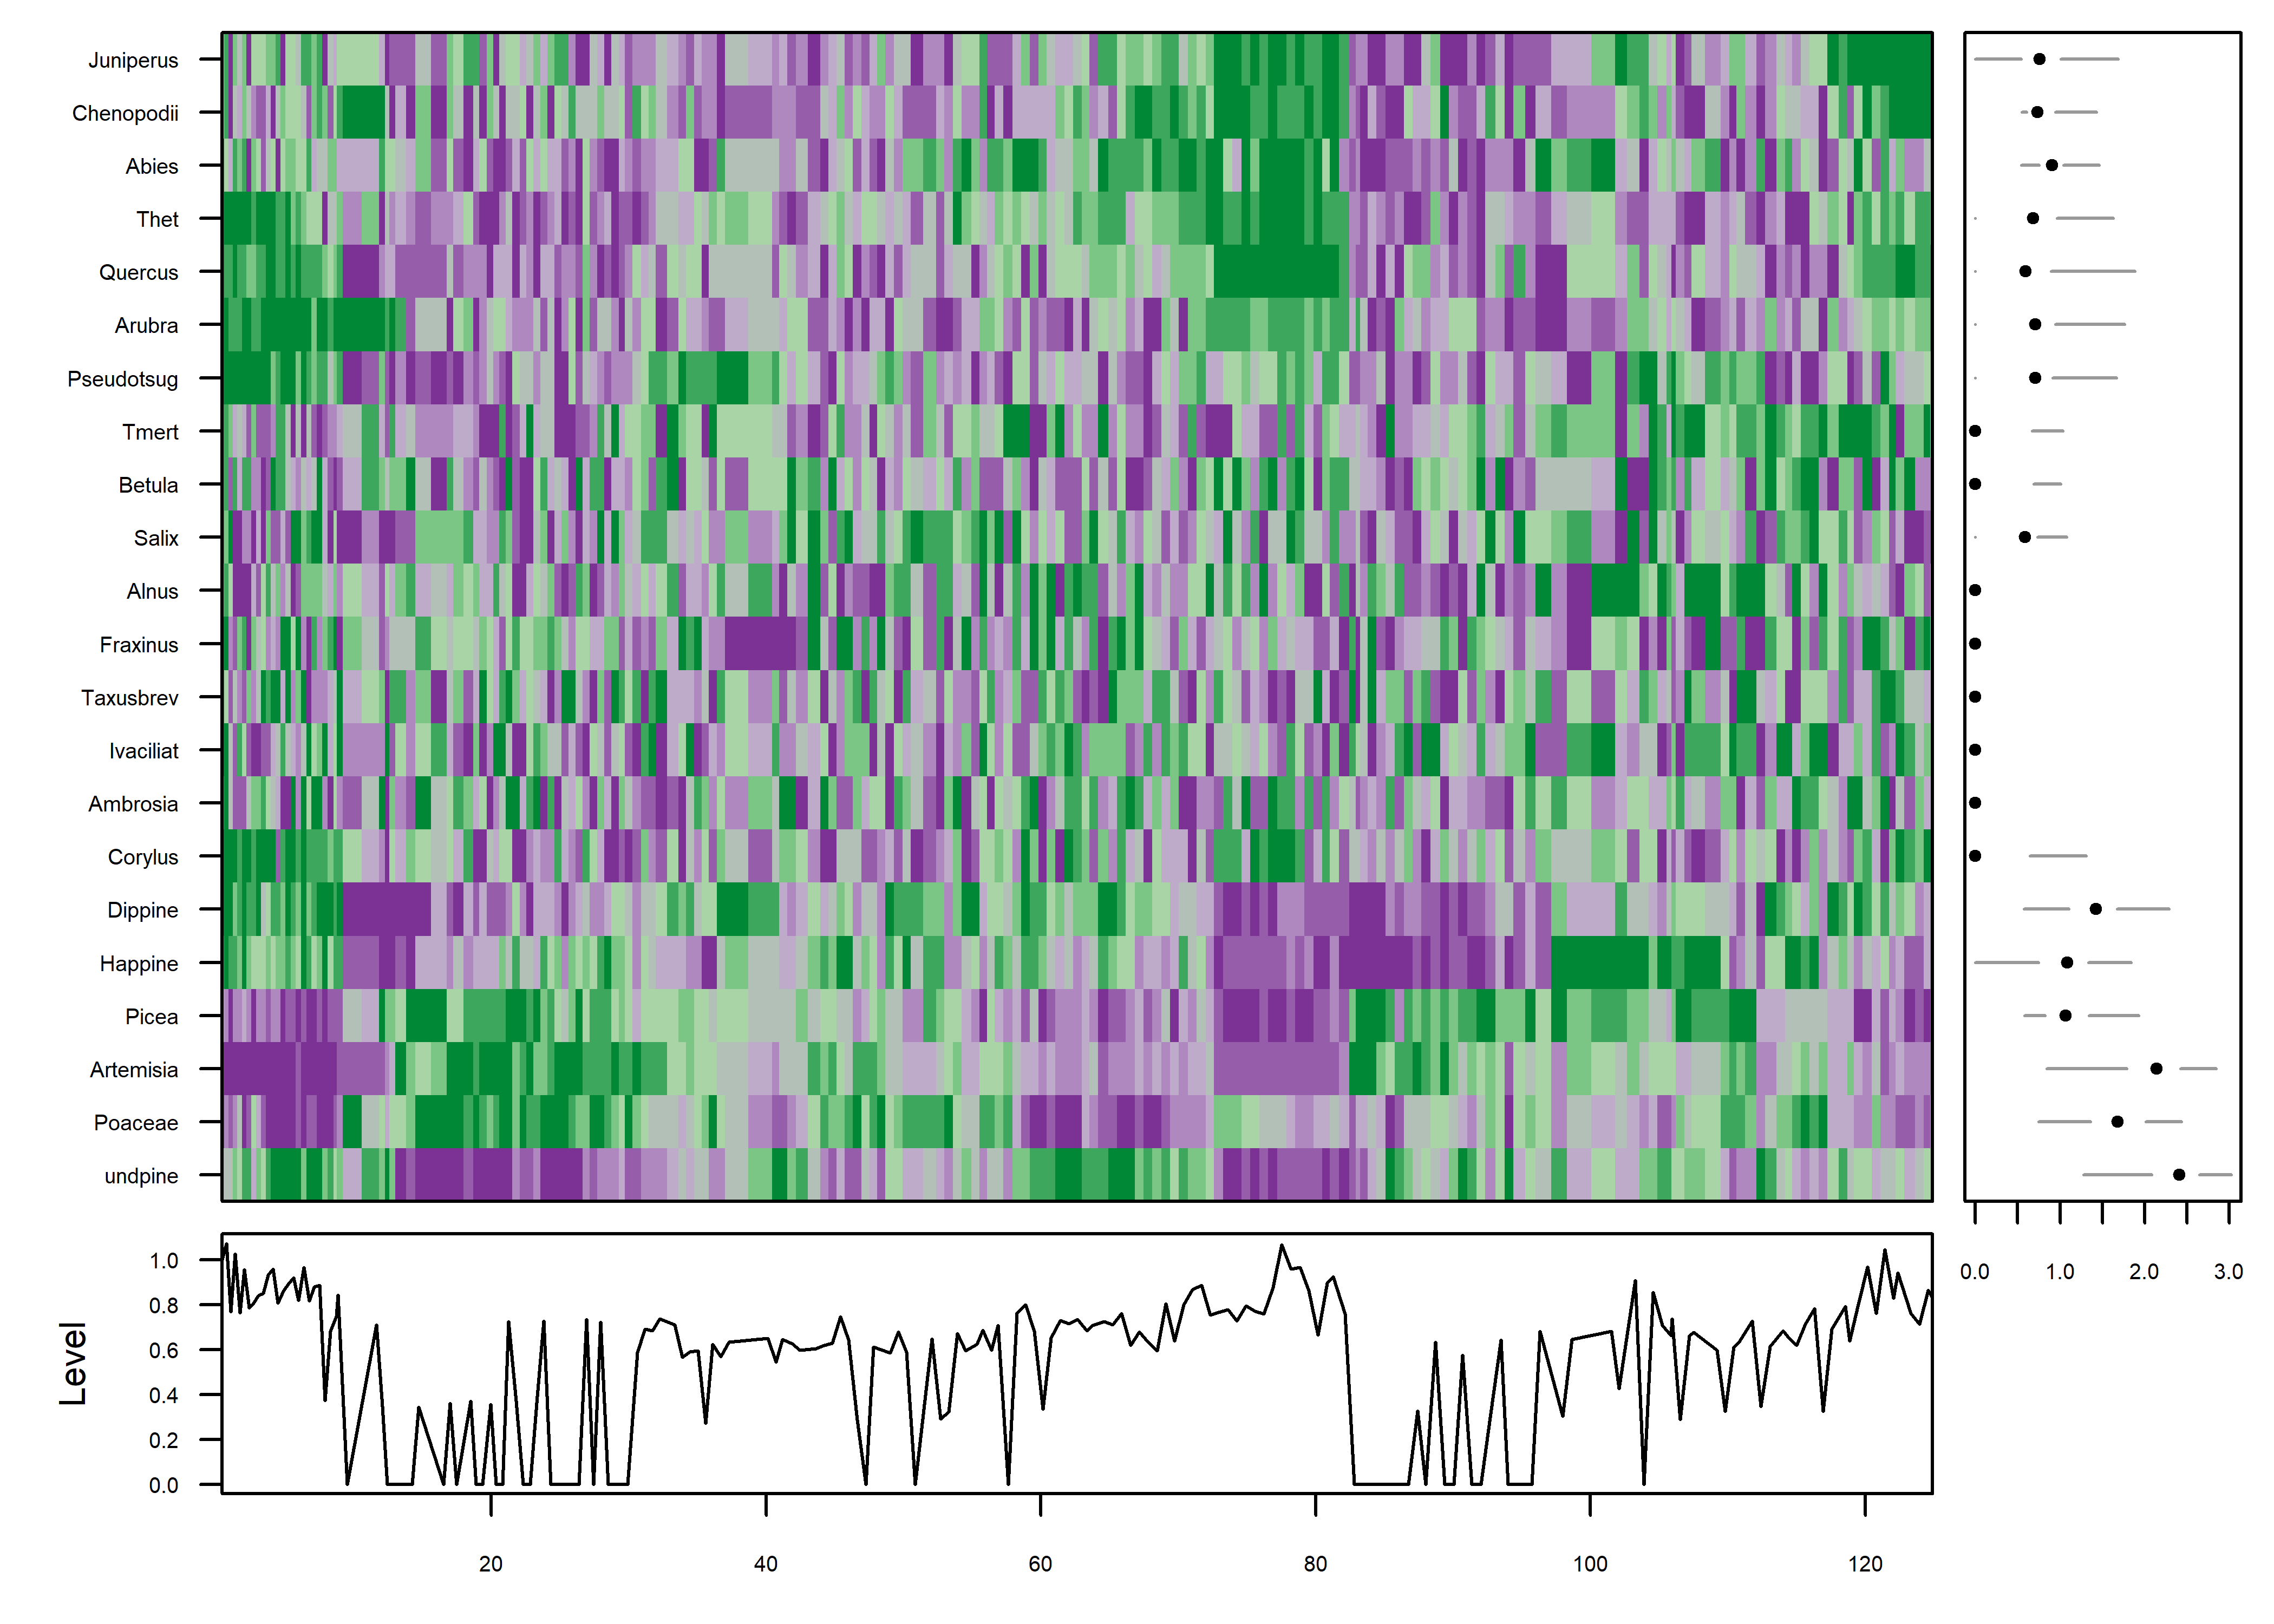 Juniperus
Chenopodii
Abies
Thet
Quercus
Arubra
Pseudotsug
Tmert
Betula
Salix
Alnus
Fraxinus
Taxusbrev
Ivaciliat
Ambrosia
Corylus
Dippine
Happine
Picea
Artemisia
Poaceae
undpine
0.0 1.0 2.0 3.0
Level
1.0
0.8
0.6
0.4
0.2
0.0
20 40 60 80 100 120